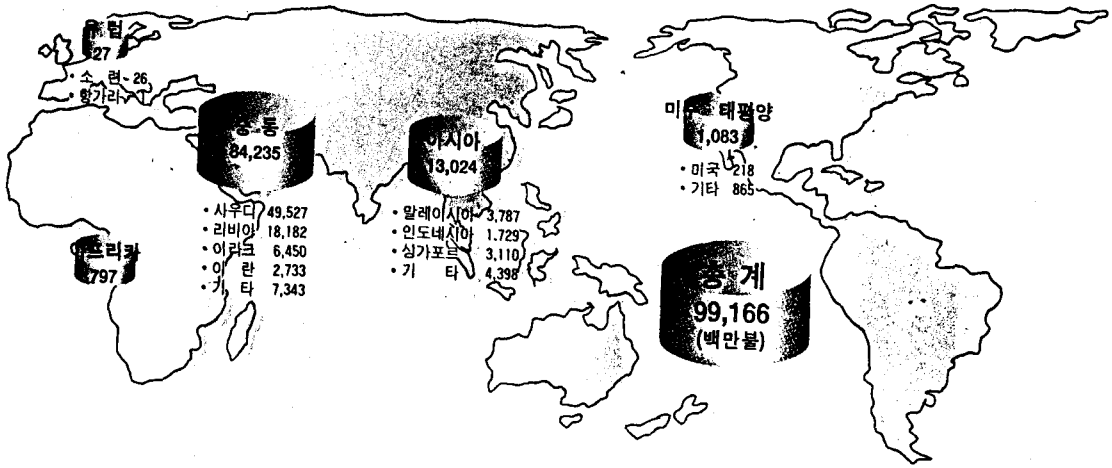 유 럽
27
• 소 련 26
• 항가리 1
중 동
84,235
• 사우디 49,527
• 리비아 18,182
• 이라크 6,450
• 이 란 2,733
• 기 타 7,343
아프리카
797
아시아
13,024
• 말레이시아 3,787
• 인도네시아 1.729
• 싱가포르 3,110
• 기 타 4,398
미주 태평양
1,083
• 미국 218
• 기타 865
총 계
99,166
(백만불)